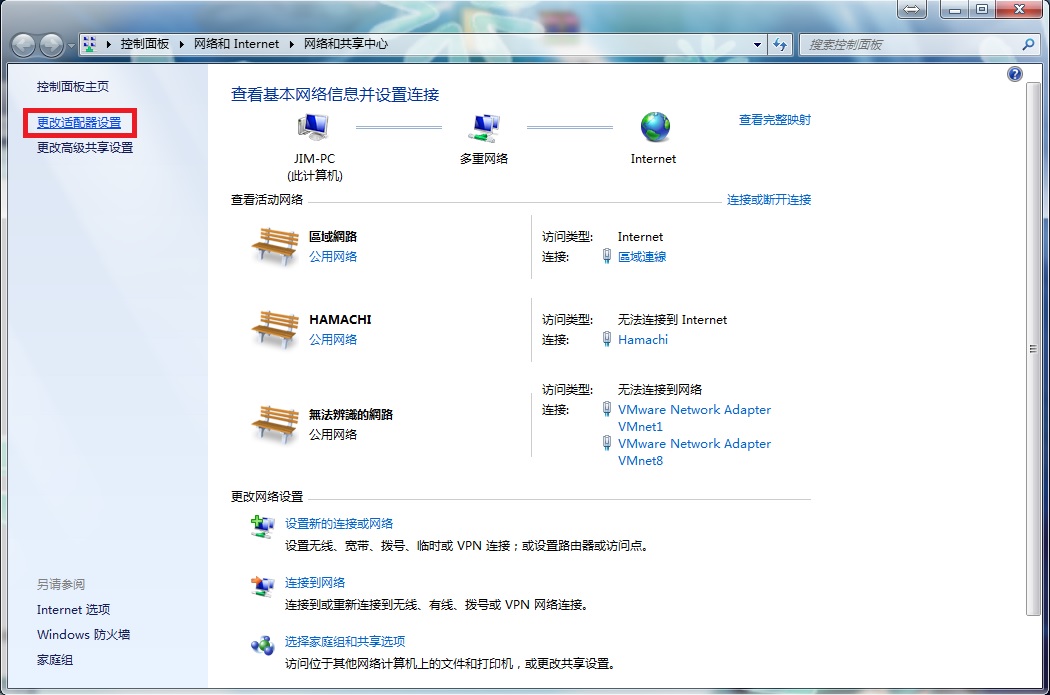 控制面板 ▸ 网络和 Internet ▸ 网络和共享中心
搜索控制面板
控制面板主页
更改适配器设置
更改高级共享设置
查看基本网络信息并设置连接
查看完整映射
JIM-PC
(此计算机)
多重网络
Internet
查看活动网络
连接或断开连接
區域網路
公用网络
访问类型: Internet
连接: 區域連線
HAMACHI
公用网络
访问类型: 无法连接到 Internet
连接: Hamachi
無法辨識的網路
公用网络
访问类型: 无法连接到网络
连接: VMware Network Adapter
VMnet1
VMware Network Adapter
VMnet8
更改网络设置
设置新的连接或网络
设置无线、宽带、拨号、临时或 VPN 连接；或设置路由器或访问点。
连接到网络
连接到或重新连接到无线、有线、拨号或 VPN 网络连接。
选择家庭组和共享选项
访问位于其他网络计算机上的文件和打印机，或更改共享设置。
另请参阅
Internet 选项
Windows 防火墙
家庭组